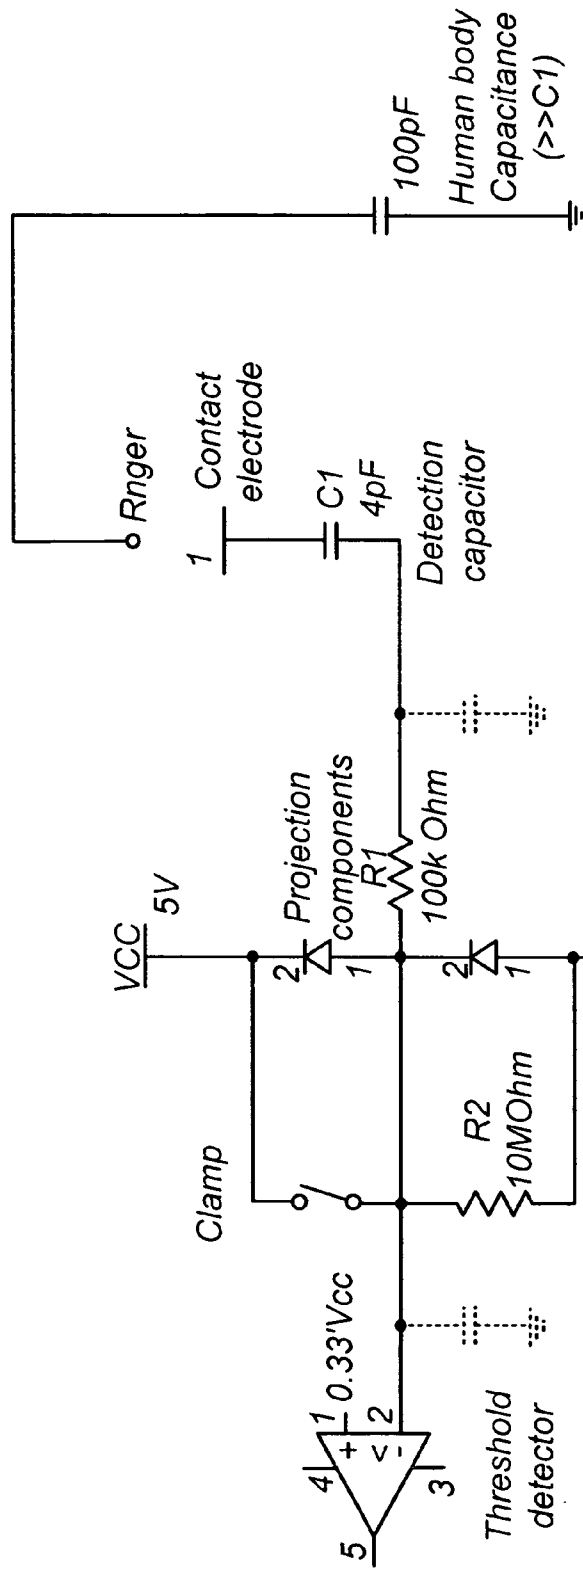 5
4
3
1
2
+
-
<
0.33'Vcc
Threshold
detector
Clamp
R2
10MOhm
VCC
5V
2
1
2
1
Projection
components
R1
100k Ohm
Rnger
1
Contact
electrode
C1
4pF
Detection
capacitor
100pF
Human body
Capacitance
(>>C1)